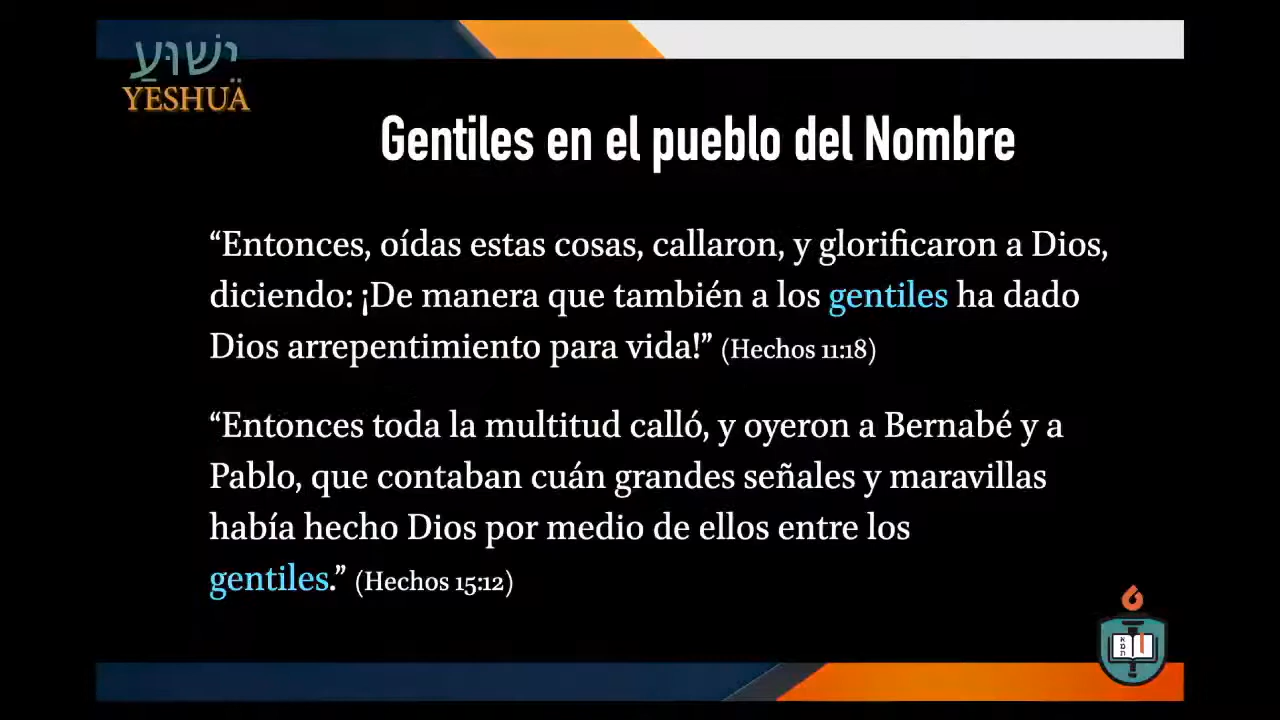 יֵשׁוּעַ
YËSHUÄ
Gentiles en el pueblo del Nombre
“Entonces, oídas estas cosas, callaron, y glorificaron a Dios,
diciendo: ¡De manera que también a los gentiles ha dado
Dios arrepentimiento para vida!” (Hechos 11:18)
“Entonces toda la multitud calló, y oyeron a Bernabé y a
Pablo, que contaban cuán grandes señales y maravillas
había hecho Dios por medio de ellos entre los
gentiles.” (Hechos 15:12)
א
מ
ת